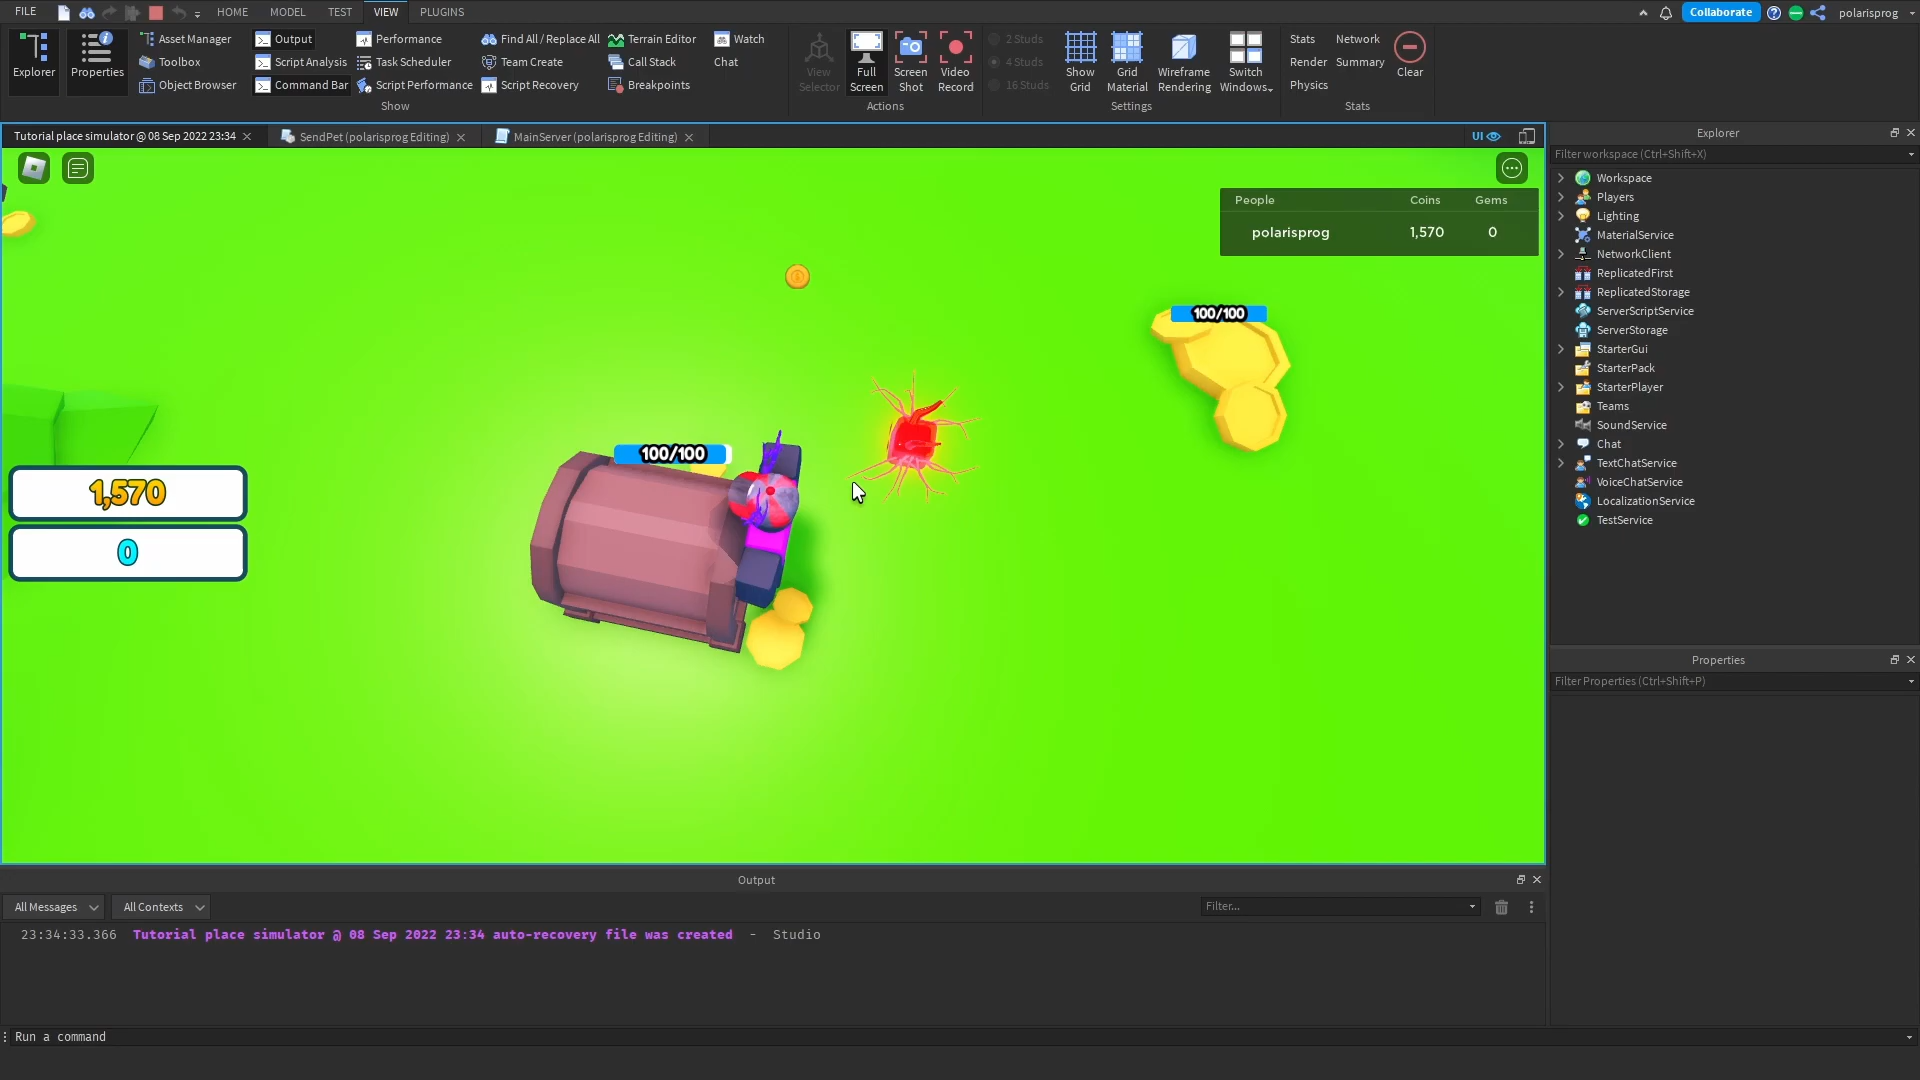 FILE HOME MODEL TEST VIEW PLUGINS Collaborate polarisprog
Explorer Properties
Asset Manager Output Performance Find All / Replace All Terrain Editor Watch
Toolbox Script Analysis Task Scheduler Team Create Call Stack Chat
Object Browser Command Bar Script Performance Script Recovery Breakpoints
Show
View Selector
Full Screen
Screen Shot
Video Record
Actions
2 Studs
4 Studs
16 Studs
Show Grid
Grid Material
Wireframe Rendering
Switch Windows
Settings
Stats Network
Render Summary
Physics
Clear
Stats
Tutorial place simulator @ 08 Sep 2022 23:34 SendPet (polarisprog Editing) MainServer (polarisprog Editing) UI
People Coins Gems
polarisprog 1,570 0
100/100
100/100
1,570
0
Explorer
Filter workspace (Ctrl+Shift+X)
Workspace
Players
Lighting
MaterialService
NetworkClient
ReplicatedFirst
ReplicatedStorage
ServerScriptService
ServerStorage
StarterGui
StarterPack
StarterPlayer
Teams
SoundService
Chat
TextChatService
VoiceChatService
LocalizationService
TestService
Properties
Filter Properties (Ctrl+Shift+P)
Output
All Messages All Contexts Filter...
23:34:33.366 Tutorial place simulator @ 08 Sep 2022 23:34 auto-recovery file was created - Studio
Run a command